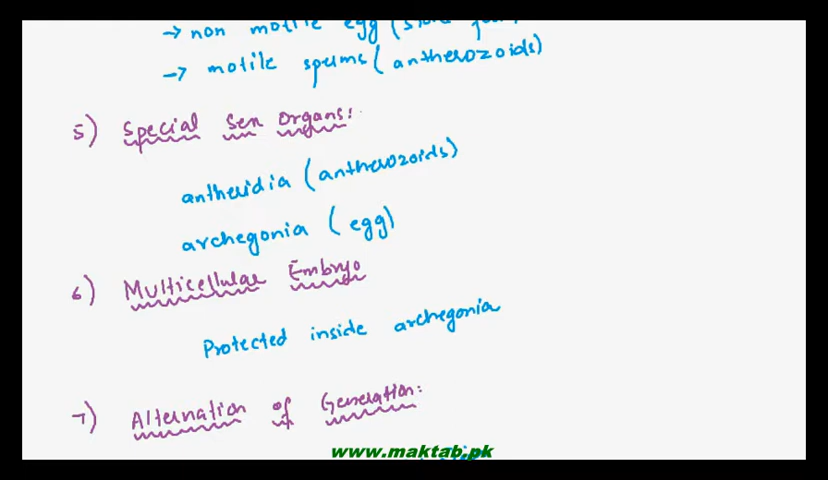 → non motile egg (
→ motile sperms (antherozoids)
5) Special Sex Organs:
antheridia (antherozoids)
archegonia (egg)
6) Multicellular Embryo
Protected inside archegonia
7) Alternation of Generation:
www.maktab.pk